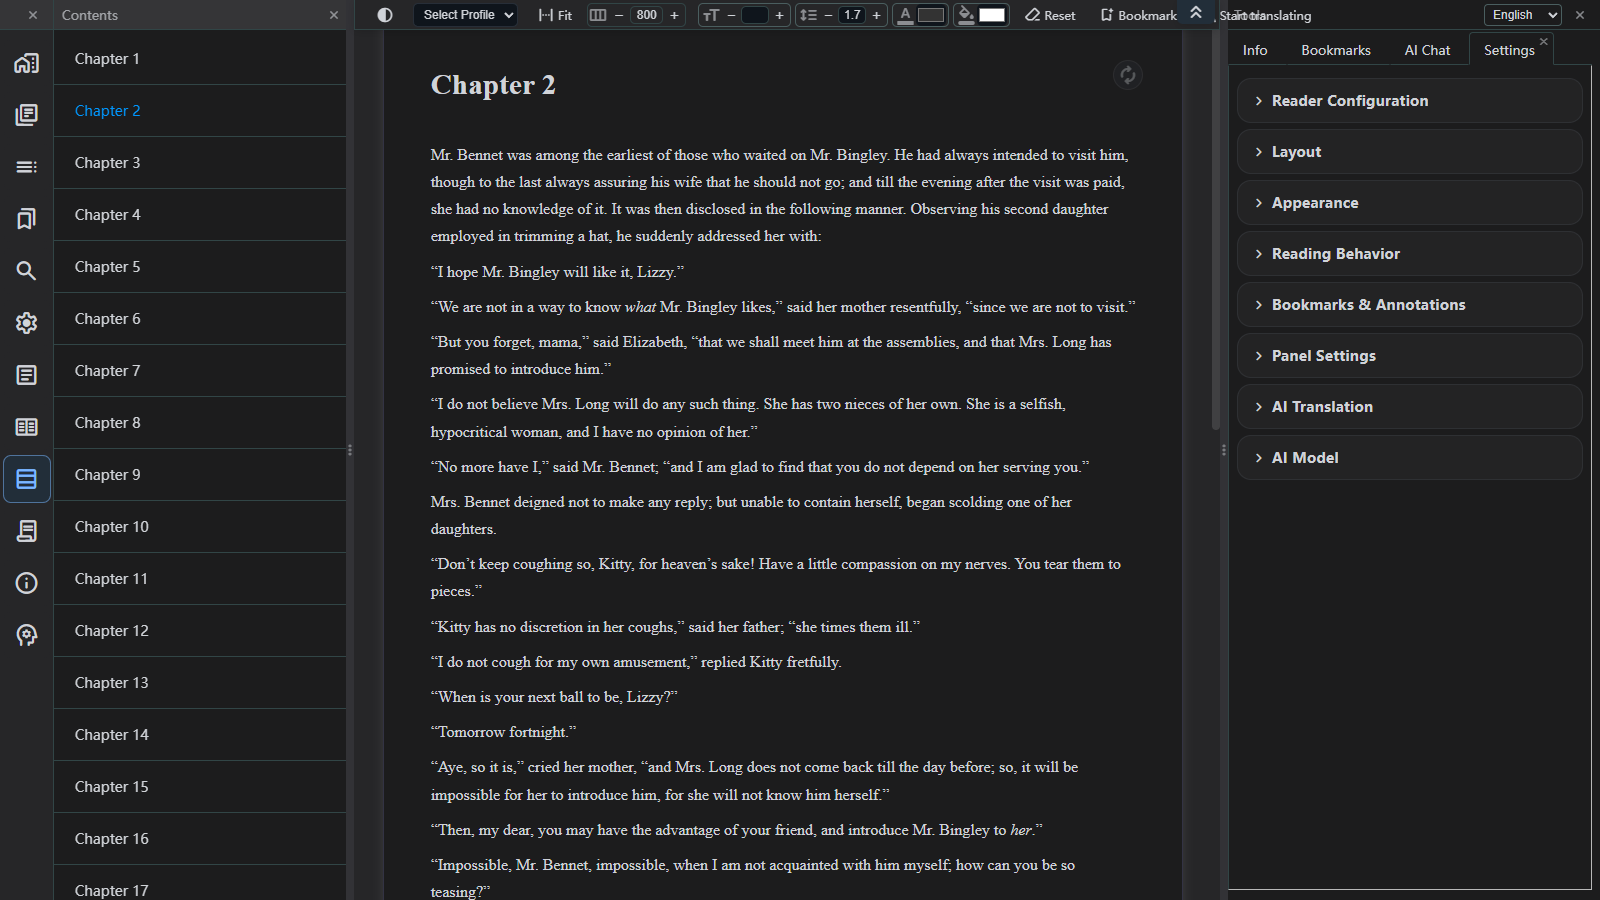 Contents
Chapter 1
Chapter 2
Chapter 3
Chapter 4
Chapter 5
Chapter 6
Chapter 7
Chapter 8
Chapter 9
Chapter 10
Chapter 11
Chapter 12
Chapter 13
Chapter 14
Chapter 15
Chapter 16
Chapter 17
Select Profile
Fit
800
1.7
Reset
Bookmark
Start translating
Chapter 2
Mr. Bennet was among the earliest of those who waited on Mr. Bingley. He had always intended to visit him,
though to the last always assuring his wife that he should not go; and till the evening after the visit was paid,
she had no knowledge of it. It was then disclosed in the following manner. Observing his second daughter
employed in trimming a hat, he suddenly addressed her with:
“I hope Mr. Bingley will like it, Lizzy.”
“We are not in a way to know what Mr. Bingley likes,” said her mother resentfully, “since we are not to visit.”
“But you forget, mama,” said Elizabeth, “that we shall meet him at the assemblies, and that Mrs. Long has
promised to introduce him.”
“I do not believe Mrs. Long will do any such thing. She has two nieces of her own. She is a selfish,
hypocritical woman, and I have no opinion of her.”
“No more have I,” said Mr. Bennet; “and I am glad to find that you do not depend on her serving you.”
Mrs. Bennet deigned not to make any reply; but unable to contain herself, began scolding one of her
daughters.
“Don’t keep coughing so, Kitty, for heaven’s sake! Have a little compassion on my nerves. You tear them to
pieces.”
“Kitty has no discretion in her coughs,” said her father; “she times them ill.”
“I do not cough for my own amusement,” replied Kitty fretfully.
“When is your next ball to be, Lizzy?”
“Tomorrow fortnight.”
“Aye, so it is,” cried her mother, “and Mrs. Long does not come back till the day before; so, it will be
impossible for her to introduce him, for she will not know him herself.”
“Then, my dear, you may have the advantage of your friend, and introduce Mr. Bingley to her.”
“Impossible, Mr. Bennet, impossible, when I am not acquainted with him myself; how can you be so
teasing?”
English
Info
Bookmarks
AI Chat
Settings
Reader Configuration
Layout
Appearance
Reading Behavior
Bookmarks & Annotations
Panel Settings
AI Translation
AI Model